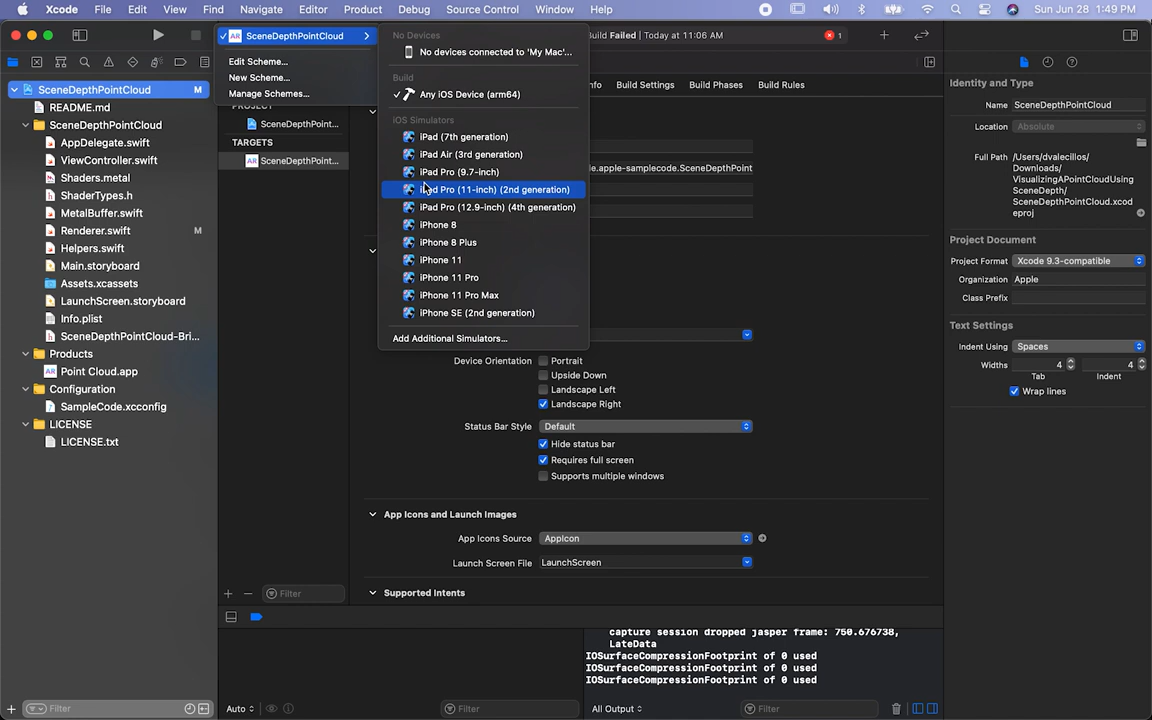 Xcode File Edit View Find Navigate Editor Product Debug Source Control Window Help Sun Jun 28 1:49 PM
SceneDepthPointCloud
Build Failed | Today at 11:06 AM 1
Edit Scheme...
New Scheme...
Manage Schemes...
No Devices
No devices connected to 'My Mac'...
Build
Any iOS Device (arm64)
iOS Simulators
iPad (7th generation)
iPad Air (3rd generation)
iPad Pro (9.7-inch)
iPad Pro (11-inch) (2nd generation)
iPad Pro (12.9-inch) (4th generation)
iPhone 8
iPhone 8 Plus
iPhone 11
iPhone 11 Pro
iPhone 11 Pro Max
iPhone SE (2nd generation)
Add Additional Simulators...
SceneDepthPointCloud M
README.md
SceneDepthPointCloud
AppDelegate.swift
ViewController.swift
Shaders.metal
ShaderTypes.h
MetalBuffer.swift
Renderer.swift M
Helpers.swift
Main.storyboard
Assets.xcassets
LaunchScreen.storyboard
Info.plist
SceneDepthPointCloud-Bri...
Products
Point Cloud.app
Configuration
SampleCode.xcconfig
LICENSE
LICENSE.txt
Filter
PROJECT
SceneDepthPoint...
TARGETS
SceneDepthPoint...
Filter
nfo Build Settings Build Phases Build Rules
e.apple-samplecode.SceneDepthPoint
Device Orientation Portrait
Upside Down
Landscape Left
Landscape Right
Status Bar Style Default
Hide status bar
Requires full screen
Supports multiple windows
App Icons and Launch Images
App Icons Source AppIcon
Launch Screen File LaunchScreen
Supported Intents
capture session dropped jasper frame: 750.676738,
LateData
IOSurfaceCompressionFootprint of 0 used
IOSurfaceCompressionFootprint of 0 used
IOSurfaceCompressionFootprint of 0 used
Auto Filter All Output Filter
Identity and Type
Name SceneDepthPointCloud
Location Absolute
Full Path /Users/dvalecillos/
Downloads/
VisualizingAPointCloudUsing
SceneDepth/
SceneDepthPointCloud.xcod
eproj
Project Document
Project Format Xcode 9.3-compatible
Organization Apple
Class Prefix
Text Settings
Indent Using Spaces
Widths 4 4
Tab Indent
Wrap lines